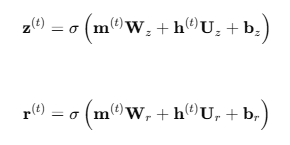 z^{(t)} = σ(m^{(t)}W_z + h^{(t)}U_z + b_z)
r^{(t)} = σ(m^{(t)}W_r + h^{(t)}U_r + b_r)